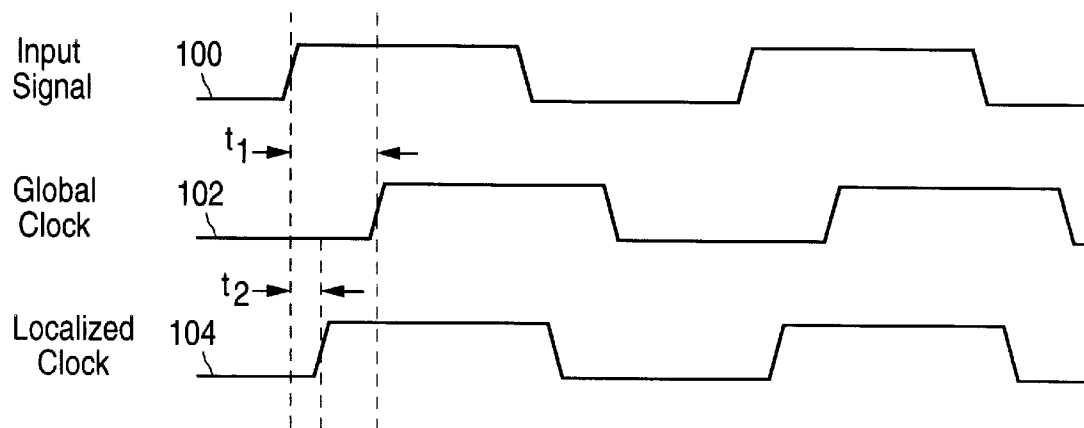 Input
Signal
100
t1
Global
Clock
102
t2
Localized
Clock
104